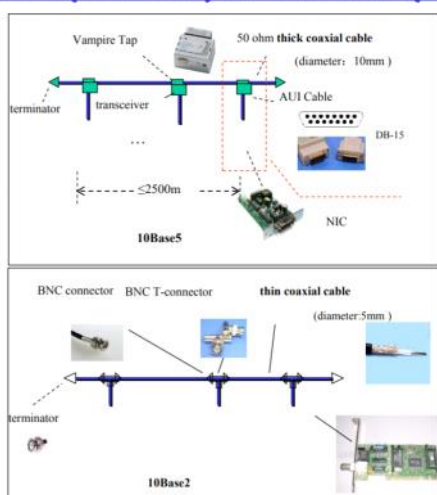 Vampire Tap
50 ohm thick coaxial cable
(diameter: 10mm )
terminator
transceiver
AUI Cable
DB-15
...
≤2500m
NIC
10Base5
BNC connector
BNC T-connector
thin coaxial cable
(diameter:5mm )
terminator
10Base2